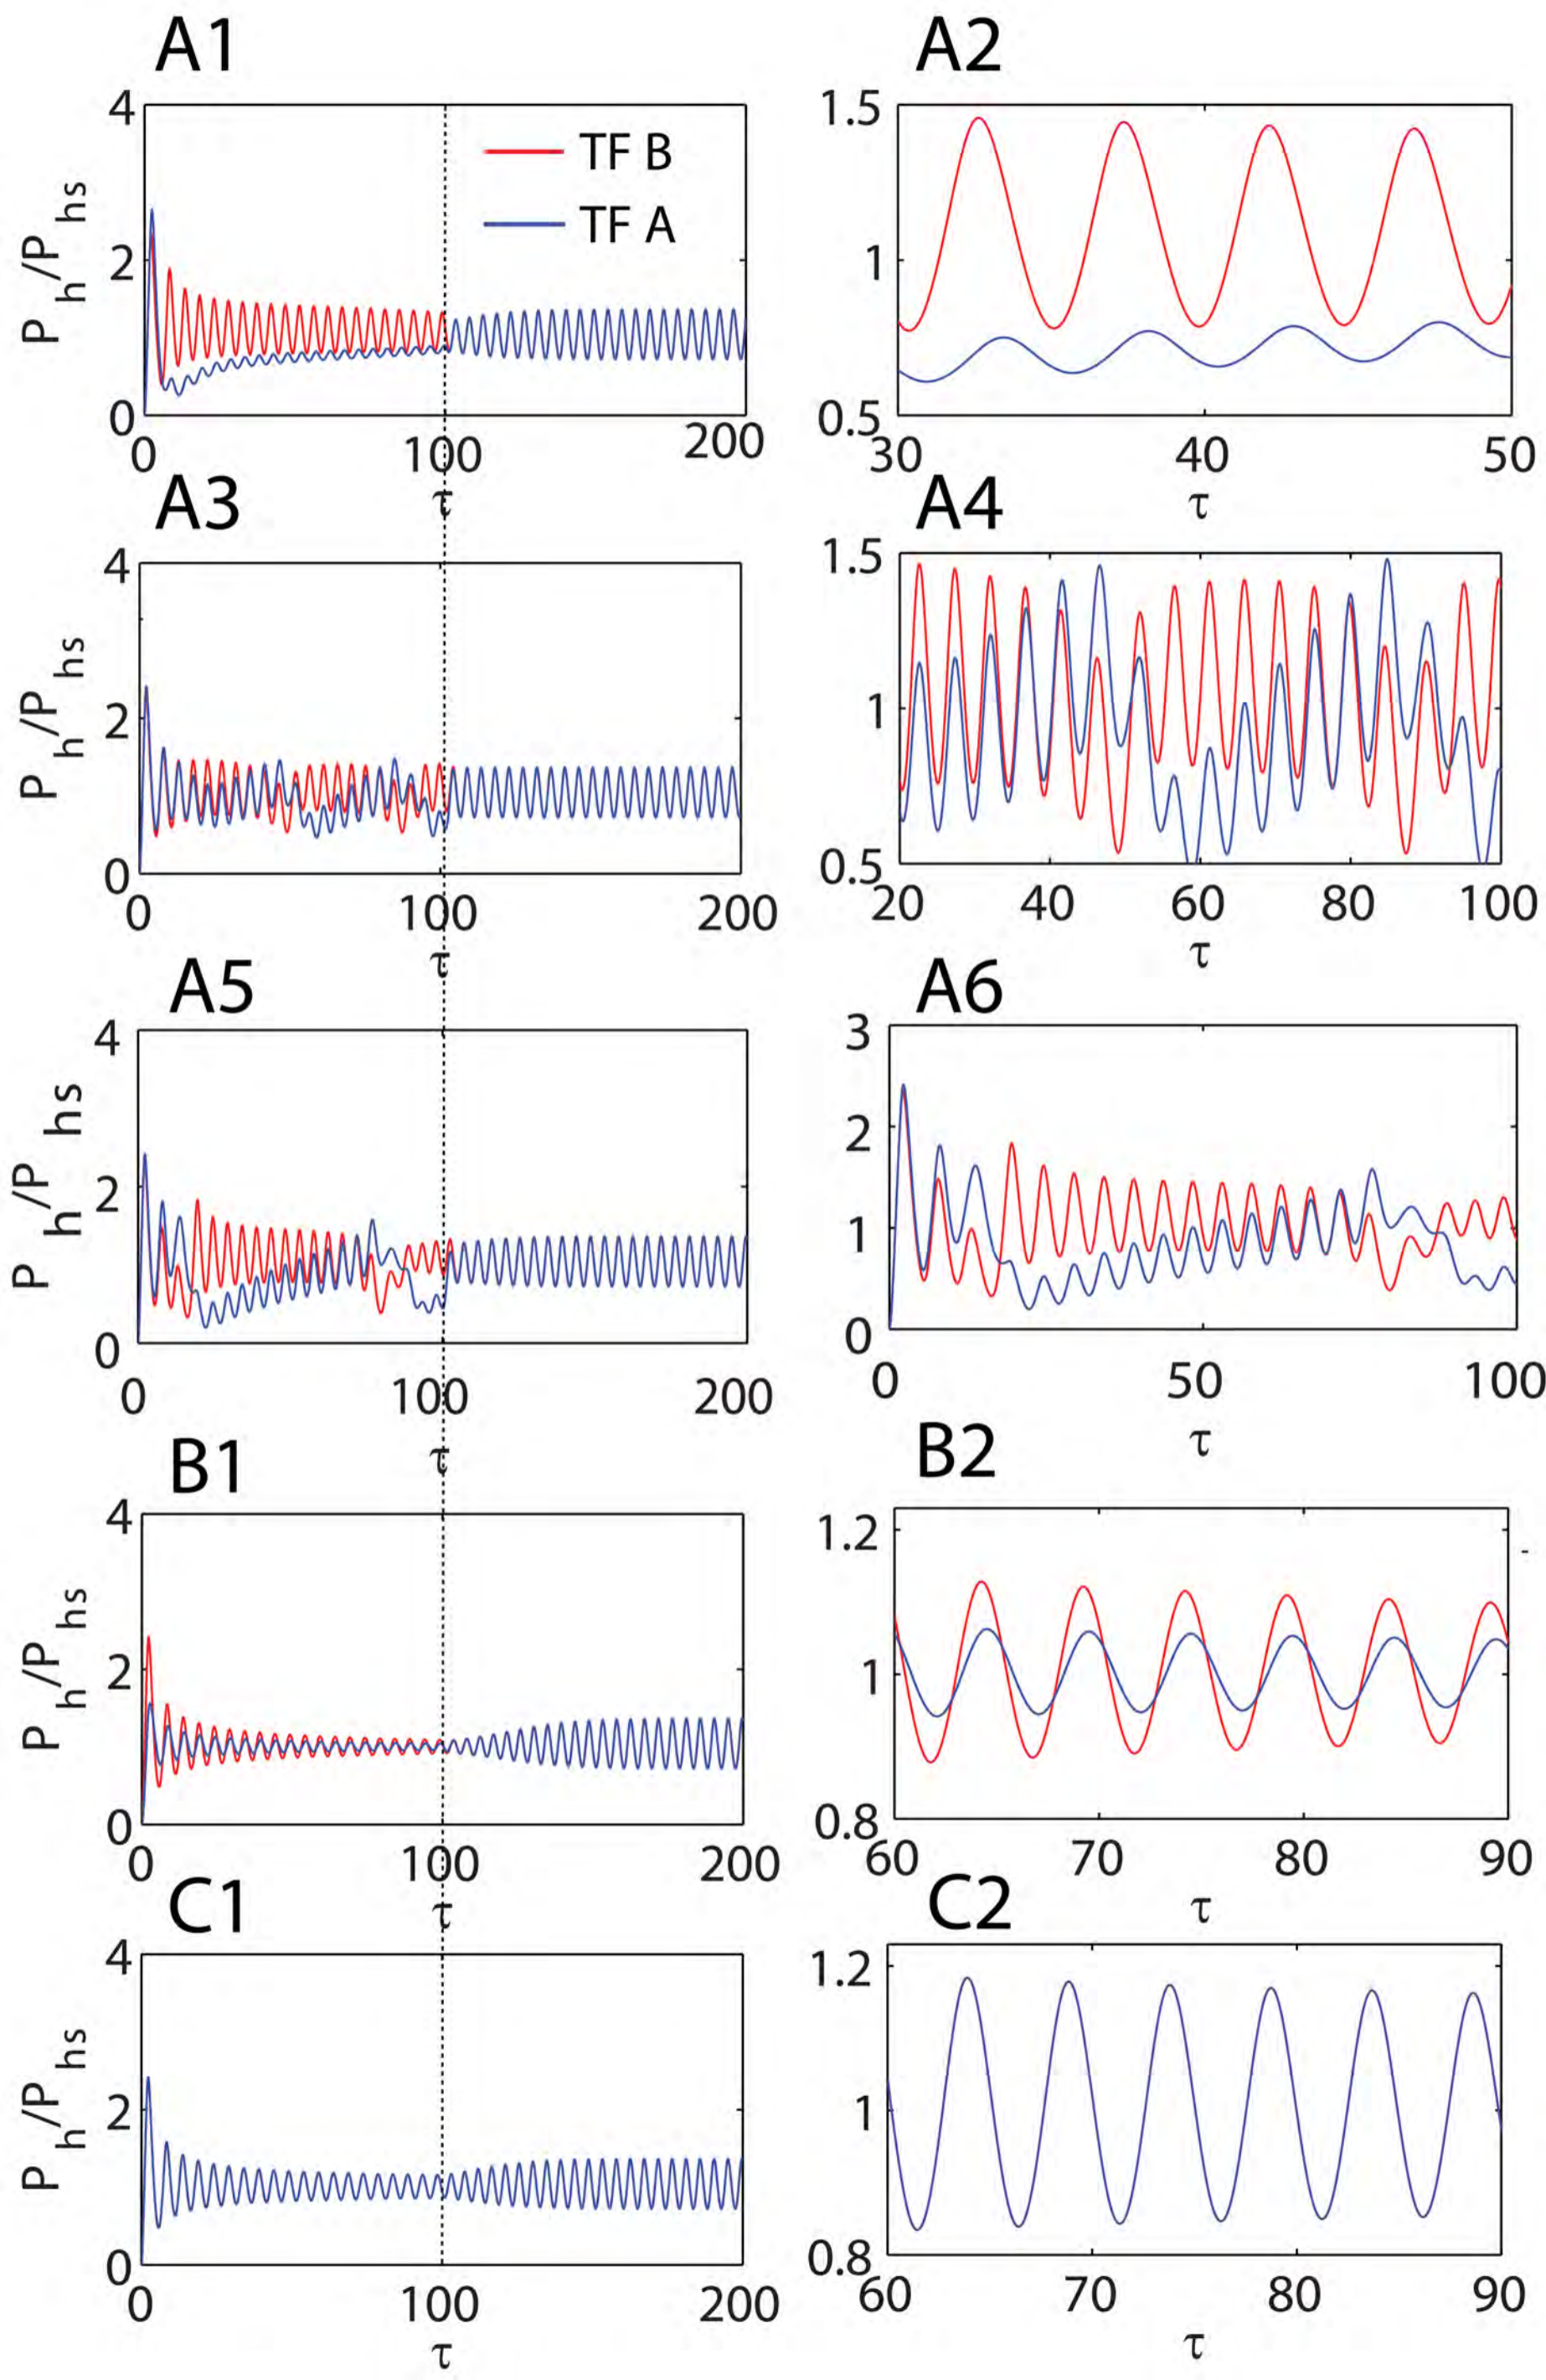 A1 A2
4 1.5
TF B
TF A
2 1
P h/P hs
0 0.5
0 100 200 30 40 50
τ τ
A3 A4
4 1.5
2 1
P h/P hs
0 0.5
0 100 200 20 40 60 80 100
τ τ
A5 A6
4 3
2 2
P h/P hs
1
0 0
0 100 200 0 50 100
τ τ
B1 B2
4 1.2
2 1
P h/P hs
0 0.8
0 100 200 60 70 80 90
τ τ
C1 C2
4 1.2
2 1
P h/P hs
0 0.8
0 100 200 60 70 80 90
τ τ